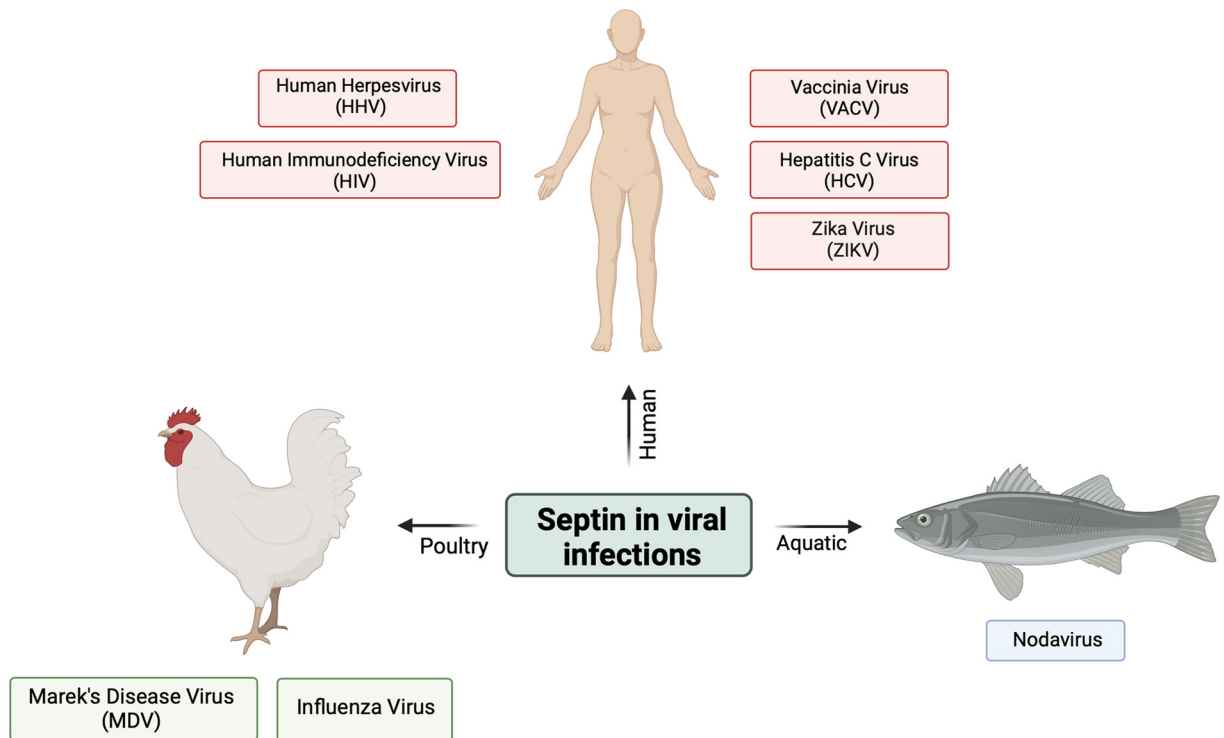 Human Herpesvirus
(HHV)
Human Immunodeficiency Virus
(HIV)
Vaccinia Virus
(VACV)
Hepatitis C Virus
(HCV)
Zika Virus
(ZIKV)
Human
Septin in viral
infections
Poultry
Aquatic
Nodavirus
Marek's Disease Virus
(MDV)
Influenza Virus